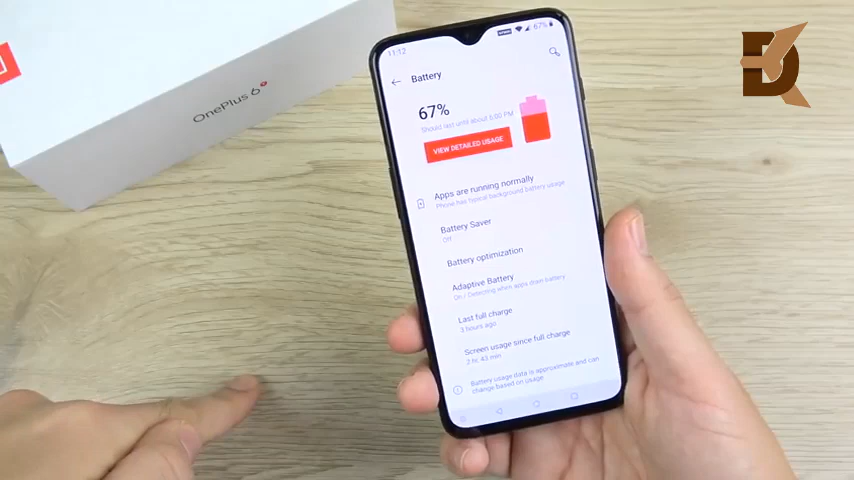 11:12
67%
Battery
67%
Should last until about 6:00 PM
VIEW DETAILED USAGE
Apps are running normally
Phone has typical background battery usage
Battery Saver
Off
Battery optimization
Adaptive Battery
On / Detecting when apps drain battery
Last full charge
3 hours ago
Screen usage since full charge
2 hr, 43 min
Battery usage data is approximate and can
change based on usage
OnePlus 6T